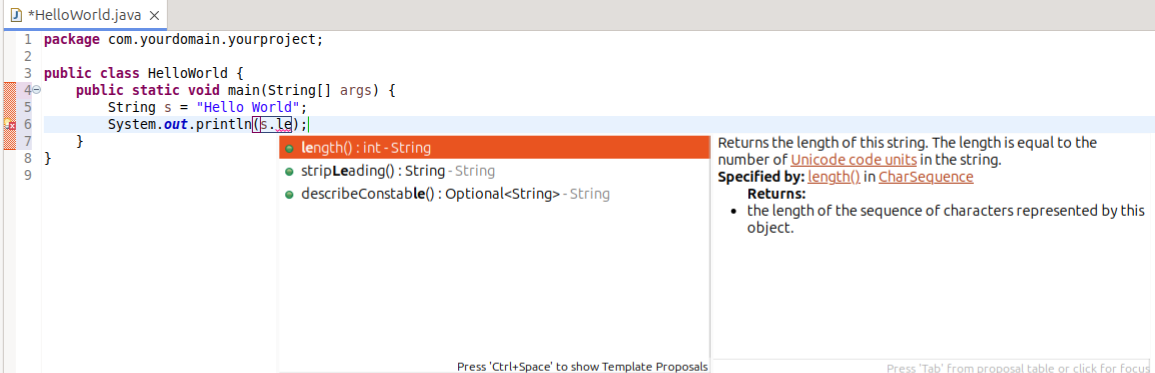 *HelloWorld.java
1 package com.yourdomain.yourproject;
2
3 public class HelloWorld {
4 public static void main(String[] args) {
5 String s = "Hello World";
6 System.out.println(s.le);
7 }
8 }
9
length() : int - String
stripLeading() : String - String
describeConstable() : Optional<String> - String
Press 'Ctrl+Space' to show Template Proposals
Returns the length of this string. The length is equal to the
number of Unicode code units in the string.
Specified by: length() in CharSequence
Returns:
• the length of the sequence of characters represented by this
object.
Press 'Tab' from proposal table or click for focus